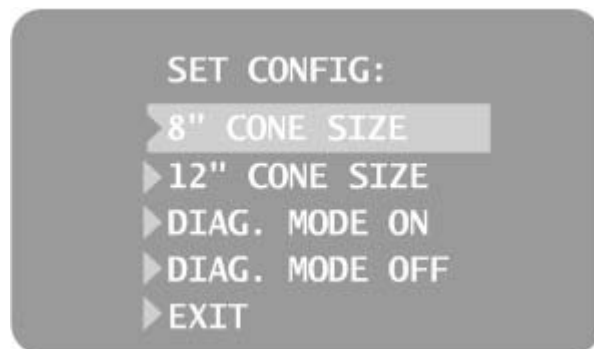 SET CONFIG:
8" CONE SIZE
12" CONE SIZE
DIAG. MODE ON
DIAG. MODE OFF
EXIT